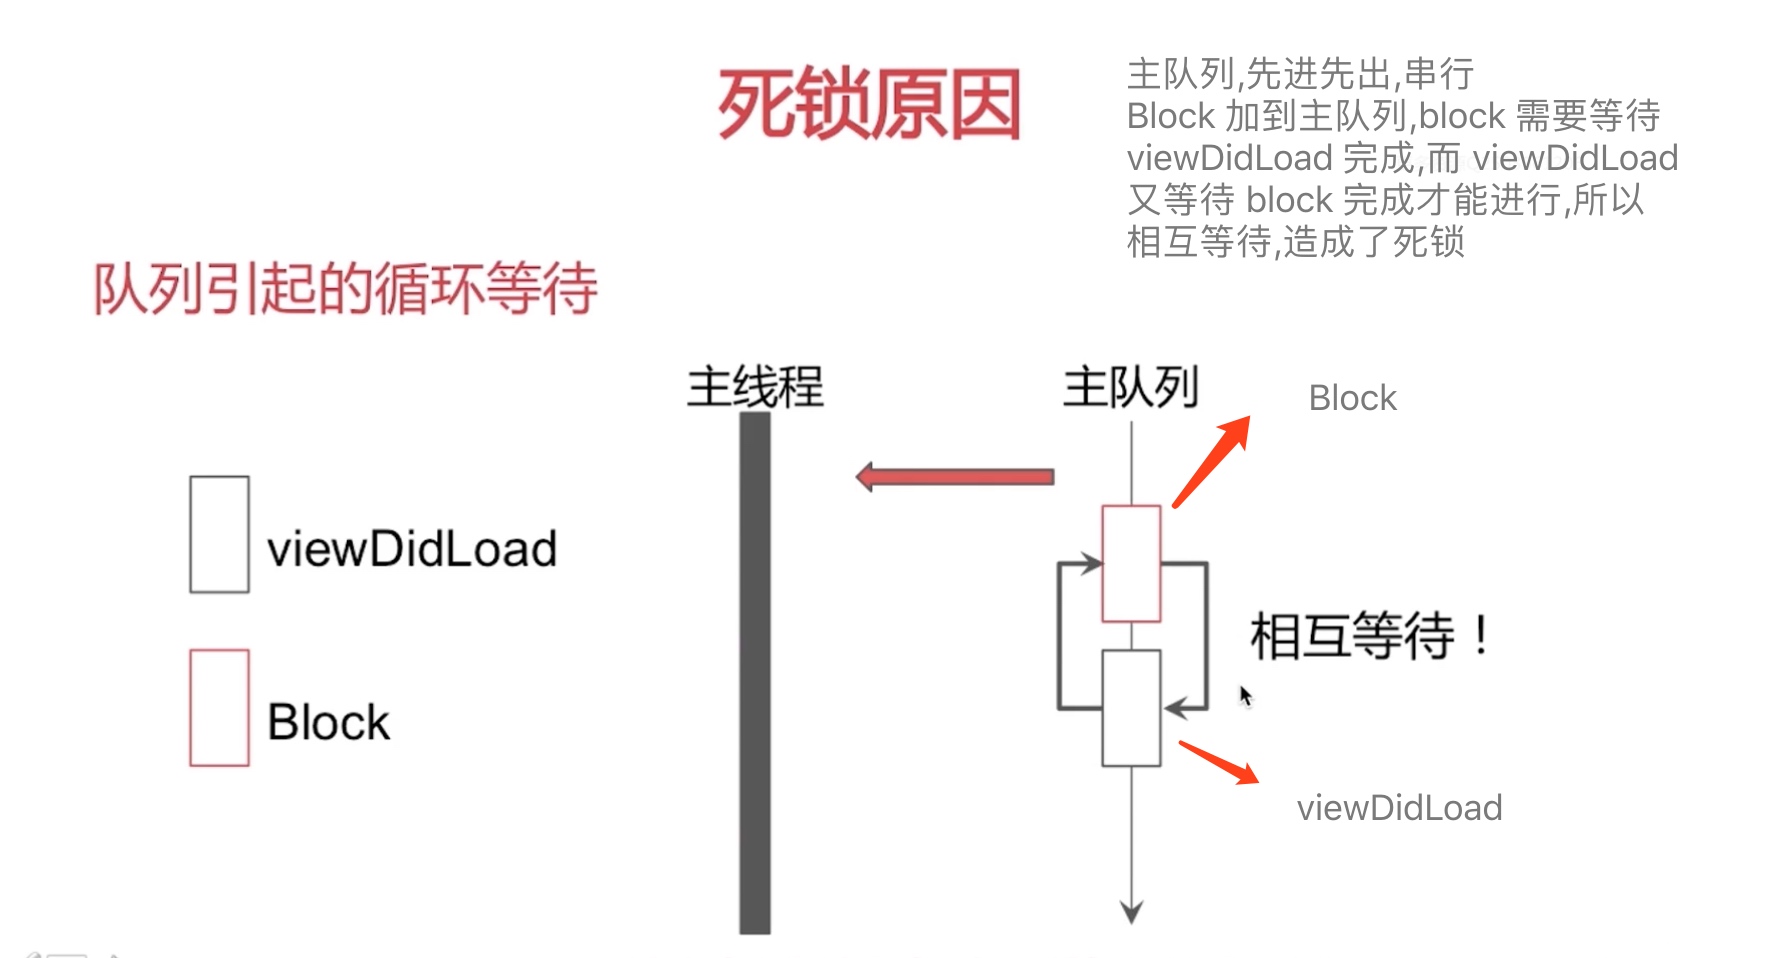 死锁原因
主队列,先进先出,串行
Block 加到主队列,block 需要等待
viewDidLoad 完成,而 viewDidLoad
又等待 block 完成才能进行,所以
相互等待,造成了死锁
队列引起的循环等待
主线程
主队列
Block
viewDidLoad
Block
相互等待！
viewDidLoad